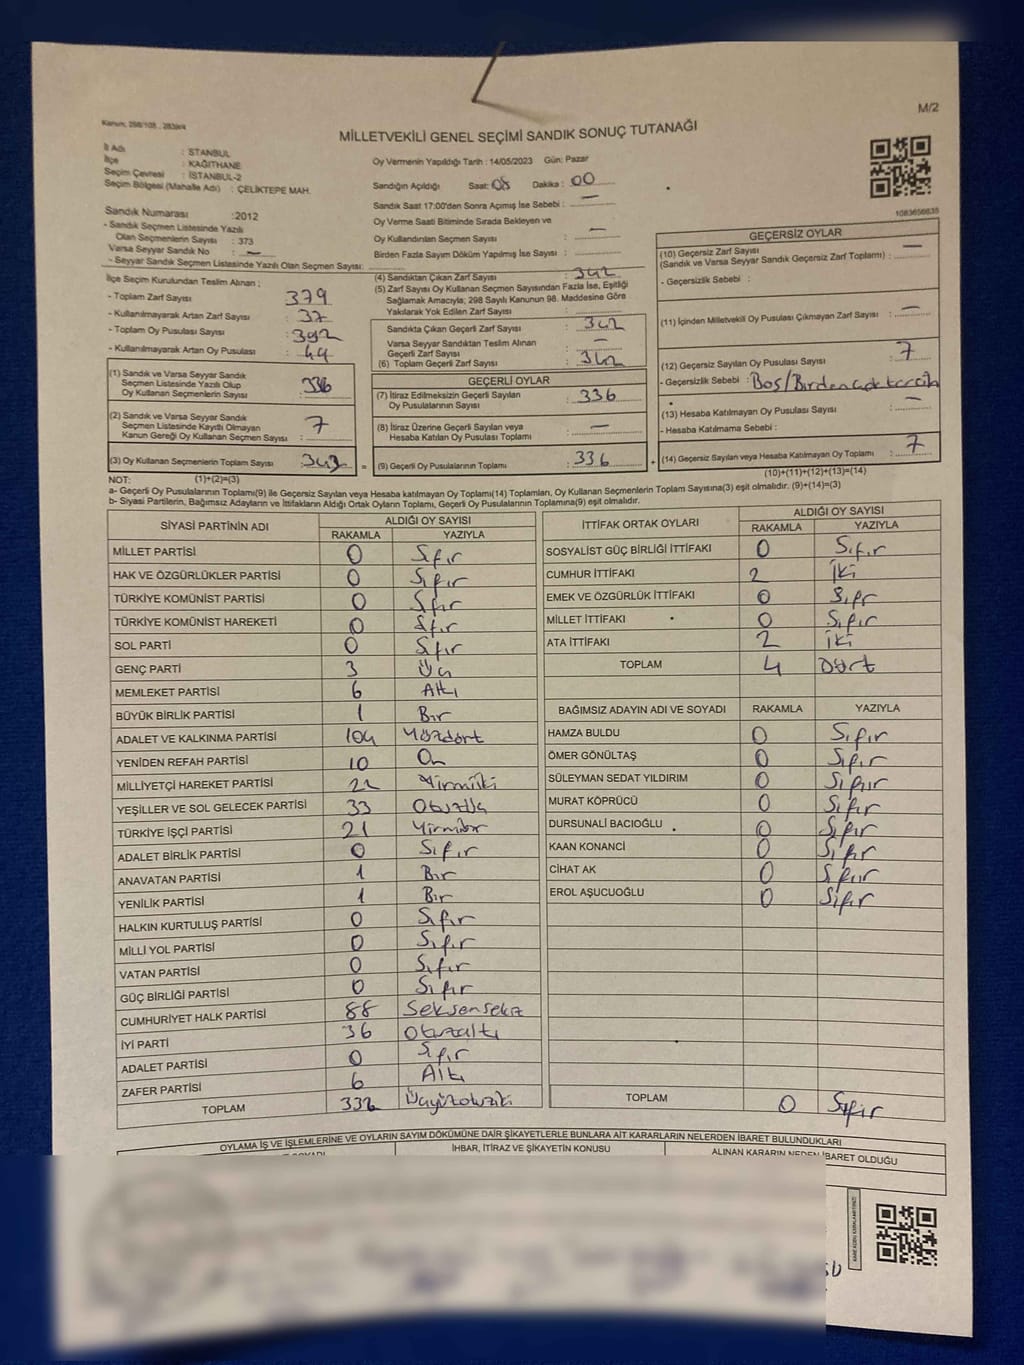 M/2
Kanun; 298/105 , 2839/4
MİLLETVEKİLİ GENEL SEÇİMİ SANDIK SONUÇ TUTANAĞI
İl Adı : İSTANBUL
İlçe : KAĞITHANE
Seçim Çevresi : İSTANBUL-2
Seçim Bölgesi (Mahalle Adı) : ÇELİKTEPE MAH.
Oy Vermenin Yapıldığı Tarih : 14/05/2023 Gün: Pazar
Sandığın Açıldığı Saat: 08 Dakika : 00
Sandık Saat 17:00'den Sonra Açımış İse Sebebi : —
Oy Verme Saati Bitiminde Sırada Bekleyen ve
Oy Kullandırılan Seçmen Sayısı : —
Birden Fazla Sayım Döküm Yapılmış İse Sayısı :
1083656635
Sandık Numarası :2012
- Sandık Seçmen Listesinde Yazılı
Olan Seçmenlerin Sayısı : 373
Varsa Seyyar Sandık No : —
- Seyyar Sandık Seçmen Listesinde Yazılı Olan Seçmen Sayısı:
İlçe Seçim Kurulundan Teslim Alınan ;
- Toplam Zarf Sayısı : 379
- Kullanılmayarak Artan Zarf Sayısı : 37
- Toplam Oy Pusulası Sayısı : 392
- Kullanılmayarak Artan Oy Pusulası : 49
(1) Sandık ve Varsa Seyyar Sandık
Seçmen Listesinde Yazılı Olup
Oy Kullanan Seçmenlerin Sayısı : 336
(2) Sandık ve Varsa Seyyar Sandık
Seçmen Listesinde Kayıtlı Olmayan
Kanun Gereği Oy Kullanan Seçmen Sayısı : 7
(3) Oy Kullanan Seçmenlerin Toplam Sayısı : 343
(4) Sandıktan Çıkan Zarf Sayısı : 342
(5) Zarf Sayısı Oy Kullanan Seçmen Sayısından Fazla İse, Eşitliği
Sağlamak Amacıyla; 298 Sayılı Kanunun 98. Maddesine Göre
Yakılarak Yok Edilen Zarf Sayısı :
Sandıkta Çıkan Geçerli Zarf Sayısı : 342
Varsa Seyyar Sandıktan Teslim Alınan
Geçerli Zarf Sayısı : —
(6) Toplam Geçerli Zarf Sayısı : 342
GEÇERLİ OYLAR
(7) İtiraz Edilmeksizin Geçerli Sayılan
Oy Pusulalarının Sayısı : 336
(8) İtiraz Üzerine Geçerli Sayılan veya
Hesaba Katılan Oy Pusulası Toplamı : —
= (9) Geçerli Oy Pusulalarının Toplamı : 336
GEÇERSİZ OYLAR
(10) Geçersiz Zarf Sayısı —
(Sandık ve Varsa Seyyar Sandık Geçersiz Zarf Toplamı) :
- Geçersizlik Sebebi :
(11) İçinden Milletvekili Oy Pusulası Çıkmayan Zarf Sayısı : —
(12) Geçersiz Sayılan Oy Pusulası Sayısı : 7
- Geçersizlik Sebebi : Boş/Birden çok tercih
(13) Hesaba Katılmayan Oy Pusulası Sayısı : —
- Hesaba Katılmama Sebebi :
+ (14) Geçersiz Sayılan veya Hesaba Katılmayan Oy Toplamı : 7
NOT: (1)+(2)=(3)
(10)+(11)+(12)+(13)=(14)
a- Geçerli Oy Pusulalarının Toplamı(9) ile Geçersiz Sayılan veya Hesaba katılmayan Oy Toplamı(14) Toplamları, Oy Kullanan Seçmenlerin Toplam Sayısına(3) eşit olmalıdır. (9)+(14)=(3)
b- Siyasi Partilerin, Bağımsız Adayların ve İttifakların Aldığı Ortak Oyların Toplamı, Geçerli Oy Pusulalarının Toplamına(9) eşit olmalıdır.
SİYASİ PARTİNİN ADI ALDIĞI OY SAYISI
RAKAMLA YAZIYLA
MİLLET PARTİSİ 0 Sıfır
HAK VE ÖZGÜRLÜKLER PARTİSİ 0 Sıfır
TÜRKİYE KOMÜNİST PARTİSİ 0 Sıfır
TÜRKİYE KOMÜNİST HAREKETİ 0 Sıfır
SOL PARTİ 0 Sıfır
GENÇ PARTİ 3 Üç
MEMLEKET PARTİSİ 6 Altı
BÜYÜK BİRLİK PARTİSİ 1 Bir
ADALET VE KALKINMA PARTİSİ 104 Yüzdört
YENİDEN REFAH PARTİSİ 10 On
MİLLİYETÇİ HAREKET PARTİSİ 22 Yirmiiki
YEŞİLLER VE SOL GELECEK PARTİSİ 33 Otuzüç
TÜRKİYE İŞÇİ PARTİSİ 21 Yirmibir
ADALET BİRLİK PARTİSİ 0 Sıfır
ANAVATAN PARTİSİ 1 Bir
YENİLİK PARTİSİ 1 Bir
HALKIN KURTULUŞ PARTİSİ 0 Sıfır
MİLLİ YOL PARTİSİ 0 Sıfır
VATAN PARTİSİ 0 Sıfır
GÜÇ BİRLİĞİ PARTİSİ 0 Sıfır
CUMHURİYET HALK PARTİSİ 88 Seksensekiz
İYİ PARTİ 36 Otuzaltı
ADALET PARTİSİ 0 Sıfır
ZAFER PARTİSİ 6 Altı
TOPLAM 332 Üçyüzotuziki
İTTİFAK ORTAK OYLARI ALDIĞI OY SAYISI
RAKAMLA YAZIYLA
SOSYALİST GÜÇ BİRLİĞİ İTTİFAKI 0 Sıfır
CUMHUR İTTİFAKI 2 İki
EMEK VE ÖZGÜRLÜK İTTİFAKI 0 Sıfır
MİLLET İTTİFAKI 0 Sıfır
ATA İTTİFAKI 2 İki
TOPLAM 4 Dört
BAĞIMSIZ ADAYIN ADI VE SOYADI RAKAMLA YAZIYLA
HAMZA BULDU 0 Sıfır
ÖMER GÖNÜLTAŞ 0 Sıfır
SÜLEYMAN SEDAT YILDIRIM 0 Sıfır
MURAT KÖPRÜCÜ 0 Sıfır
DURSUNALİ BACIOĞLU 0 Sıfır
KAAN KONANCİ 0 Sıfır
CİHAT AK 0 Sıfır
EROL AŞUCUOĞLU 0 Sıfır
TOPLAM 0 Sıfır
OYLAMA İŞ VE İŞLEMLERİNE VE OYLARIN SAYIM DÖKÜMÜNE DAİR ŞİKAYETLERLE BUNLARA AİT KARARLARIN NELERDEN İBARET BULUNDUKLARI
İHBAR, İTİRAZ VE ŞİKAYETİN KONUSU
ALINAN KARARIN NEDEN İBARET OLDUĞU